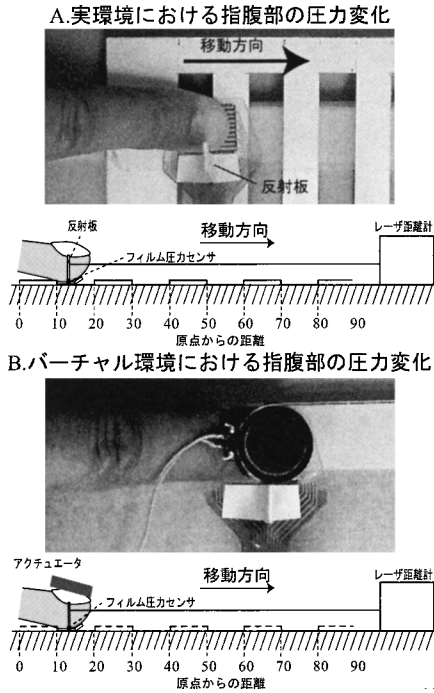 A.実環境における指腹部の圧力変化
移動方向
反射板
反射板
移動方向
レーザ距離計
フィルム圧力センサ
0 10 20 30 40 50 60 70 80 90
原点からの距離
B.バーチャル環境における指腹部の圧力変化
アクチュエータ
移動方向
レーザ距離計
フィルム圧力センサ
0 10 20 30 40 50 60 70 80 90
原点からの距離